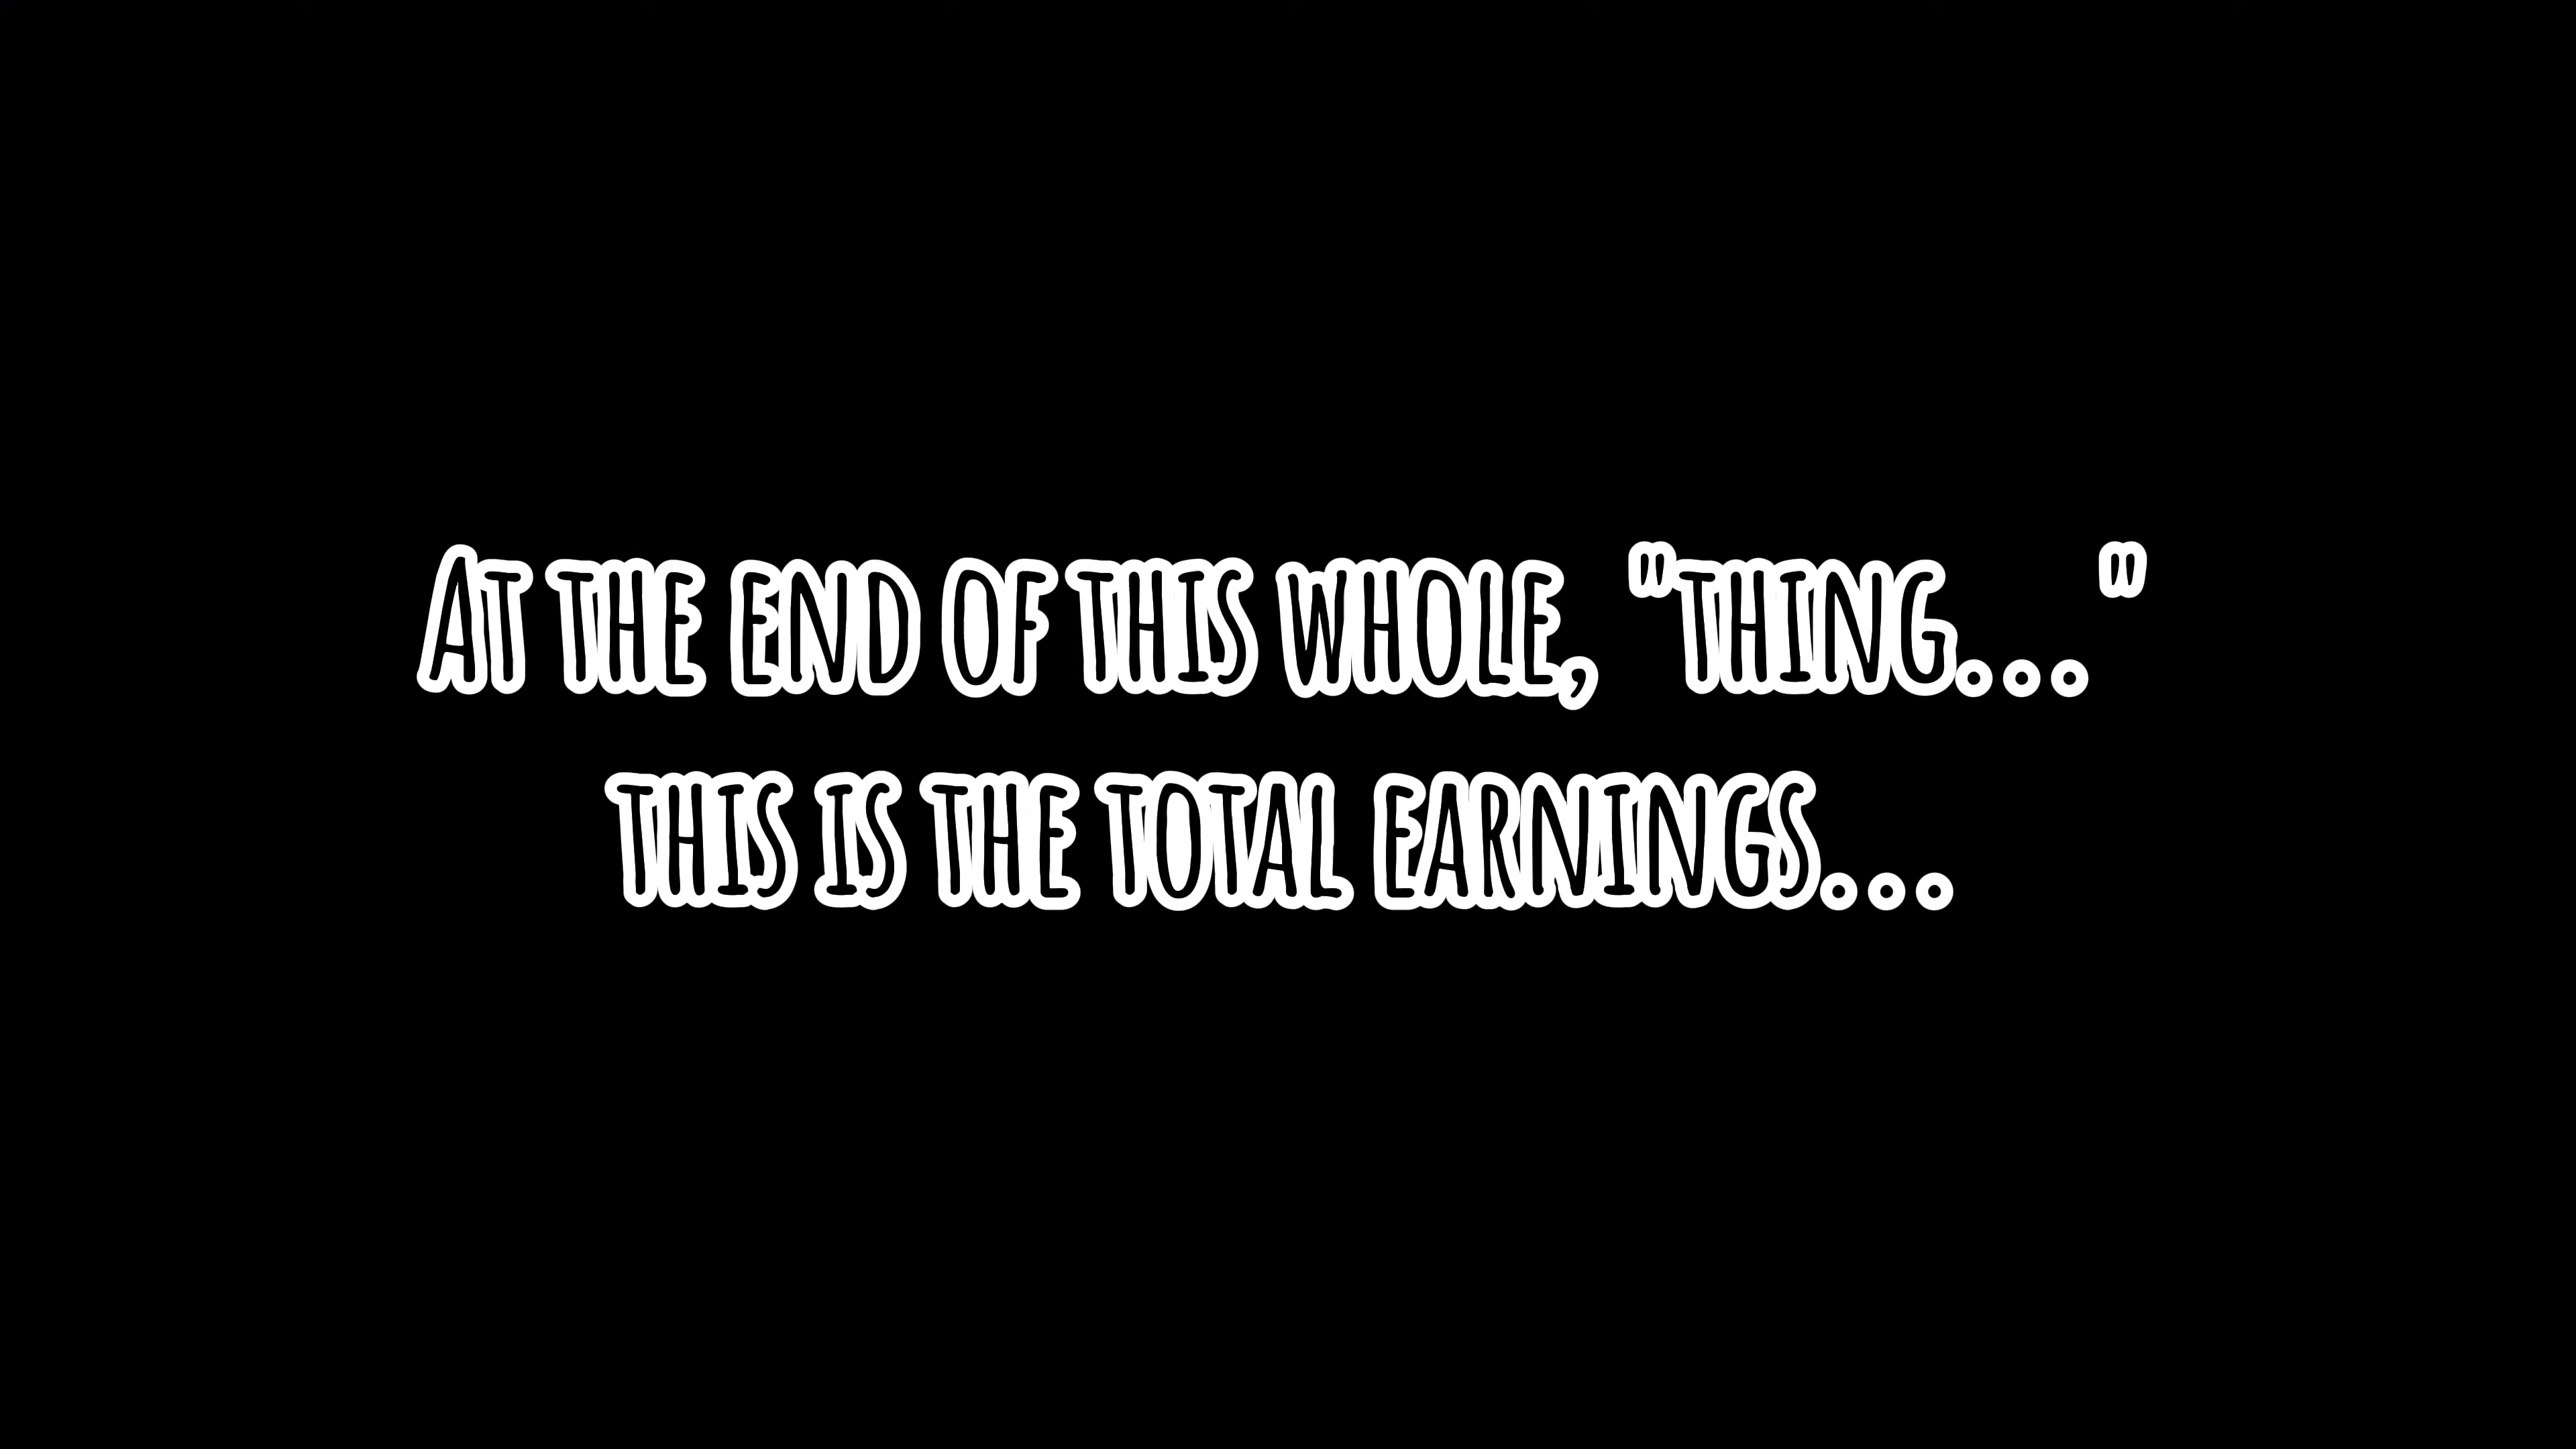 At the end of this whole, "thing..."
this is the total earnings...